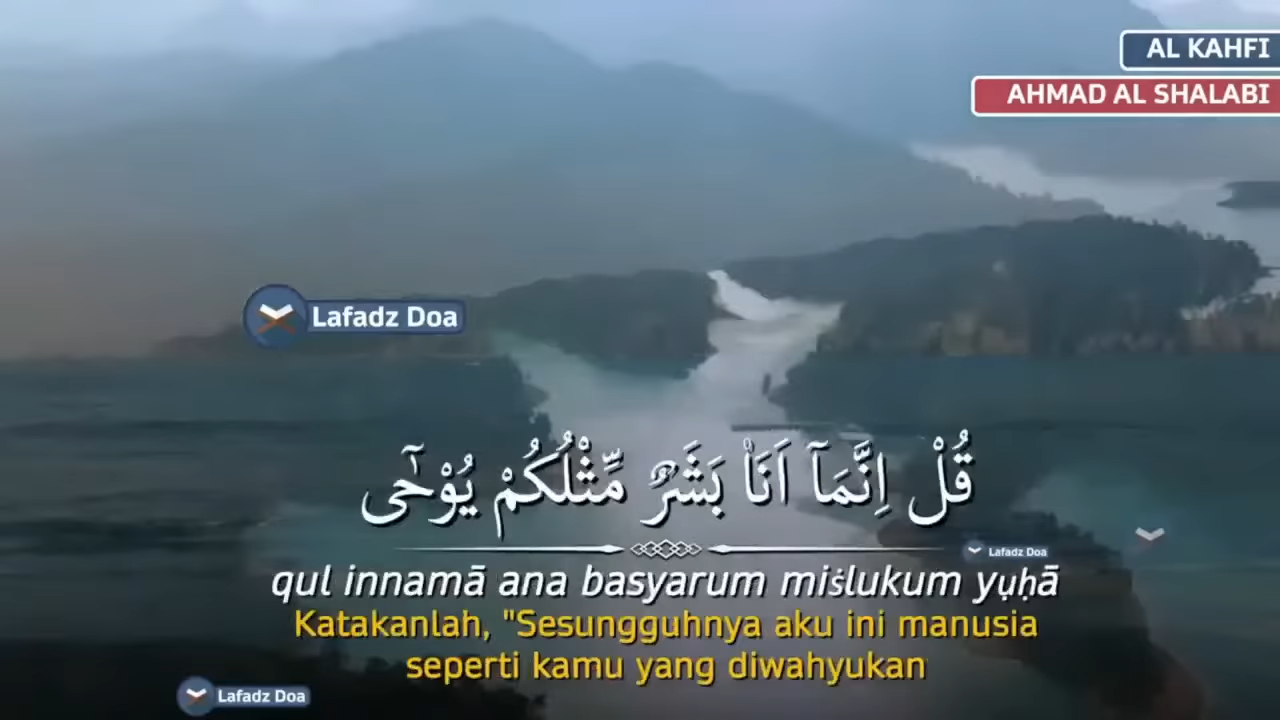 AL KAHFI
AHMAD AL SHALABI
Lafadz Doa
قُلْ اِنَّمَآ اَنَا۠ بَشَرٌ مِّثْلُكُمْ يُوْحٰٓى
Lafadz Doa
qul innamā ana basyarum miṡlukum yụḥā
Katakanlah, "Sesungguhnya aku ini manusia
seperti kamu yang diwahyukan
Lafadz Doa